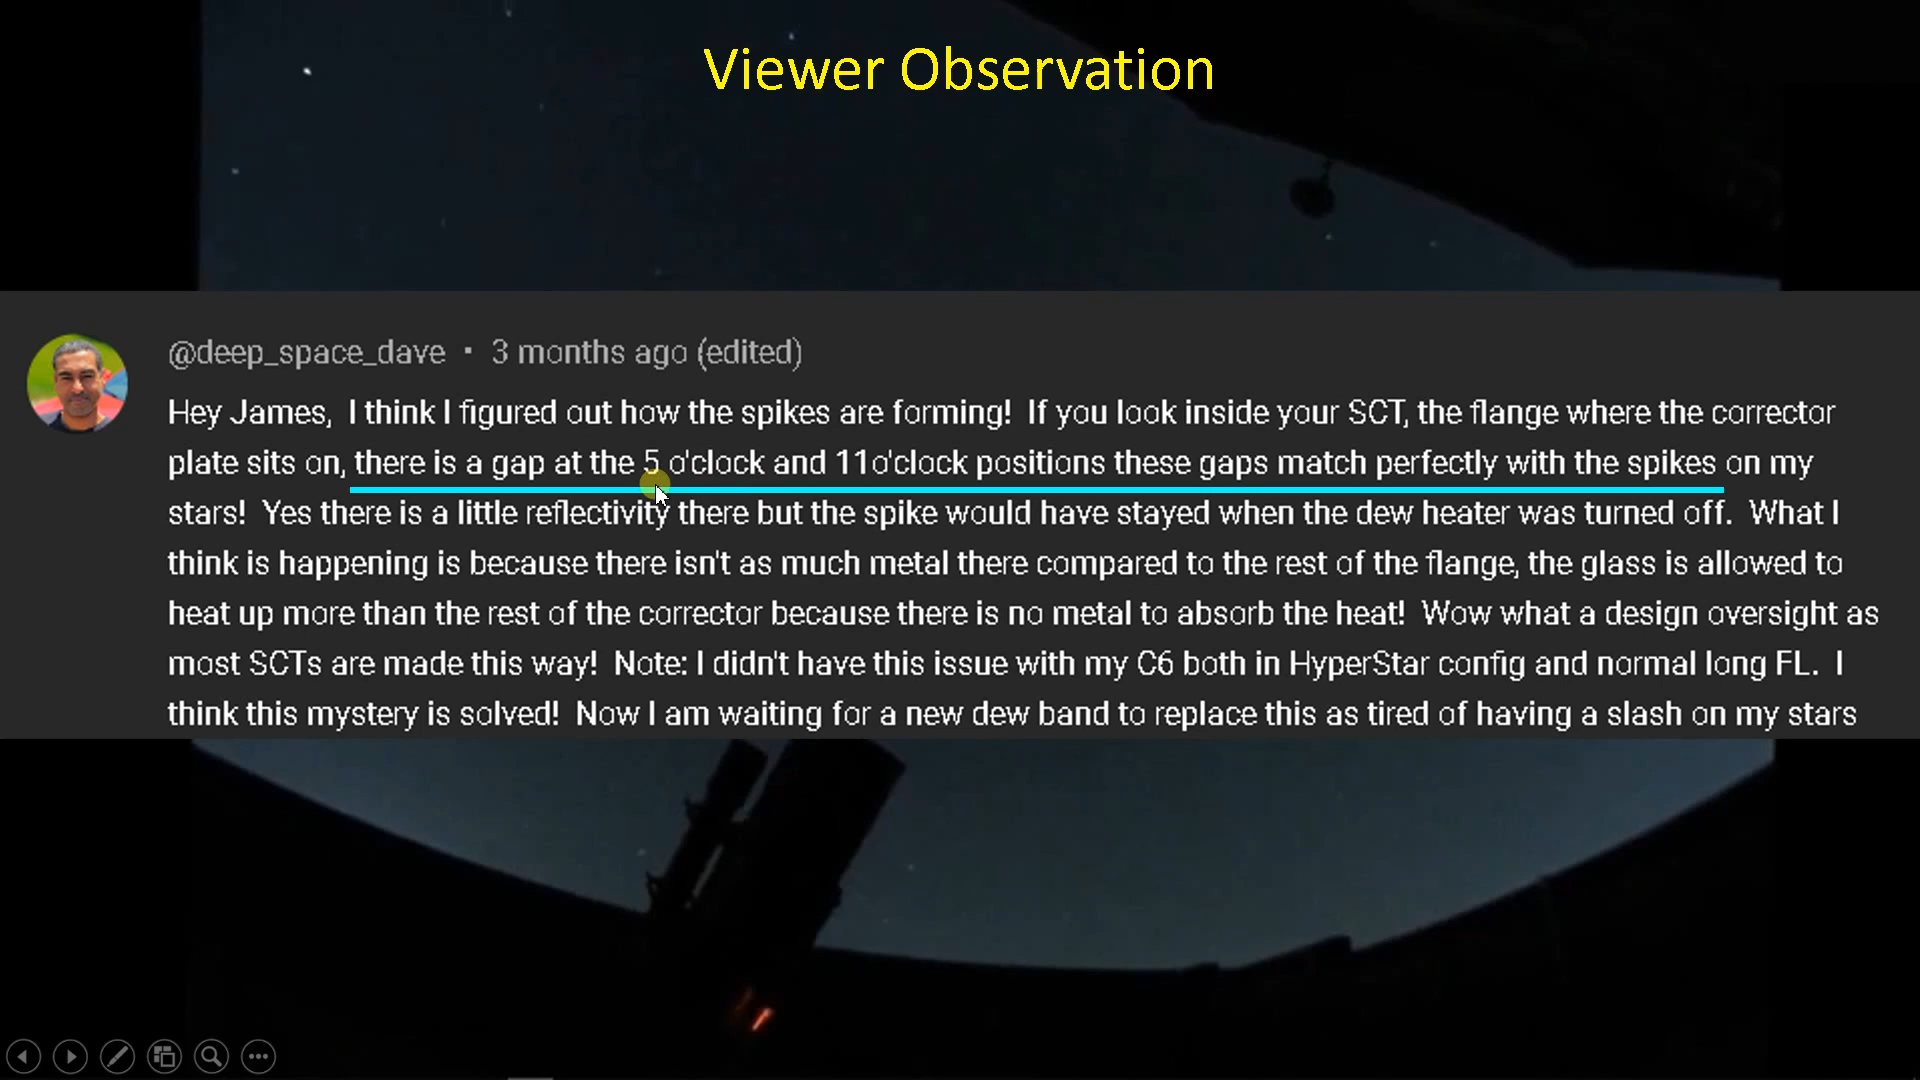 Viewer Observation
@deep_space_dave · 3 months ago (edited)
Hey James,  I think I figured out how the spikes are forming!  If you look inside your SCT, the flange where the corrector
plate sits on, there is a gap at the 5 o'clock and 11o'clock positions these gaps match perfectly with the spikes on my
stars!  Yes there is a little reflectivity there but the spike would have stayed when the dew heater was turned off.  What I
think is happening is because there isn't as much metal there compared to the rest of the flange, the glass is allowed to
heat up more than the rest of the corrector because there is no metal to absorb the heat!  Wow what a design oversight as
most SCTs are made this way!  Note: I didn't have this issue with my C6 both in HyperStar config and normal long FL.  I
think this mystery is solved!  Now I am waiting for a new dew band to replace this as tired of having a slash on my stars